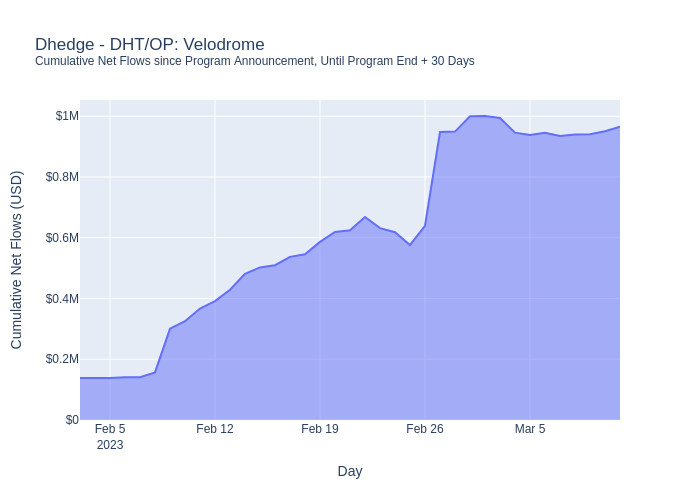 Dhedge - DHT/OP: Velodrome
Cumulative Net Flows since Program Announcement, Until Program End + 30 Days
Cumulative Net Flows (USD)
$1M
$0.8M
$0.6M
$0.4M
$0.2M
$0
Feb 5
2023
Feb 12
Feb 19
Feb 26
Mar 5
Day